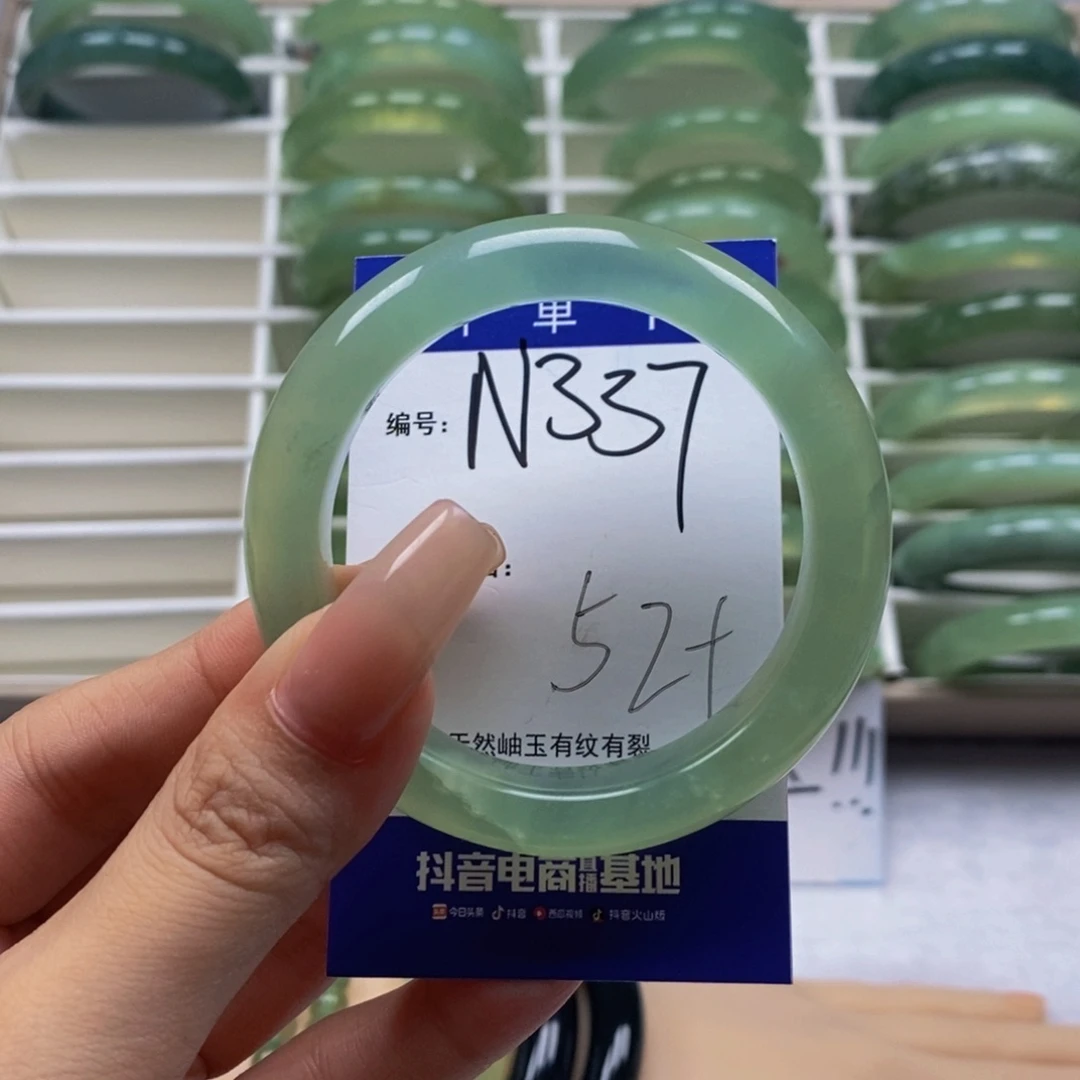 单
编号: N337
52+
天然岫玉有纹有裂
抖音电商直播基地
今日头条 抖音 西瓜视频 抖音火山版